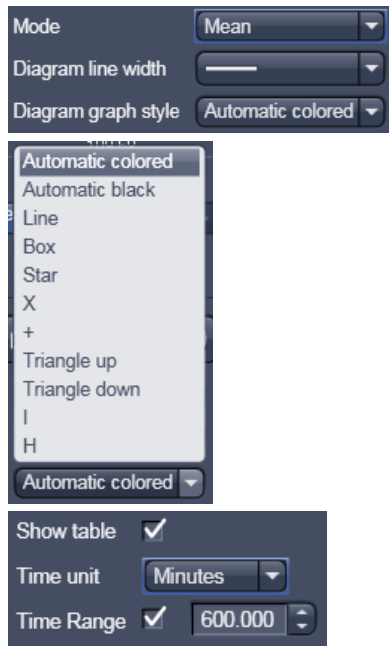 Mode Mean
Diagram line width
Diagram graph style Automatic colored
Automatic colored
Automatic black
Line
Box
Star
X
+
Triangle up
Triangle down
I
H
Automatic colored
Show table
Time unit Minutes
Time Range 600.000